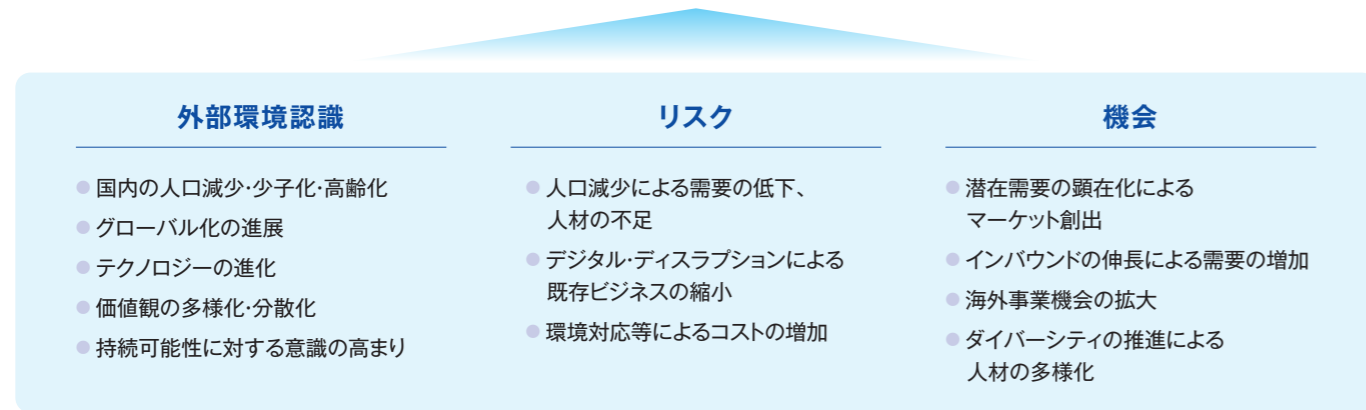 外部環境認識
● 国内の人口減少･少子化･高齢化
● グローバル化の進展
● テクノロジーの進化
● 価値観の多様化･分散化
● 持続可能性に対する意識の高まり
リスク
● 人口減少による需要の低下、
人材の不足
● デジタル･ディスラプションによる
既存ビジネスの縮小
● 環境対応等によるコストの増加
機会
● 潜在需要の顕在化による
マーケット創出
● インバウンドの伸長による需要の増加
● 海外事業機会の拡大
● ダイバーシティの推進による
人材の多様化